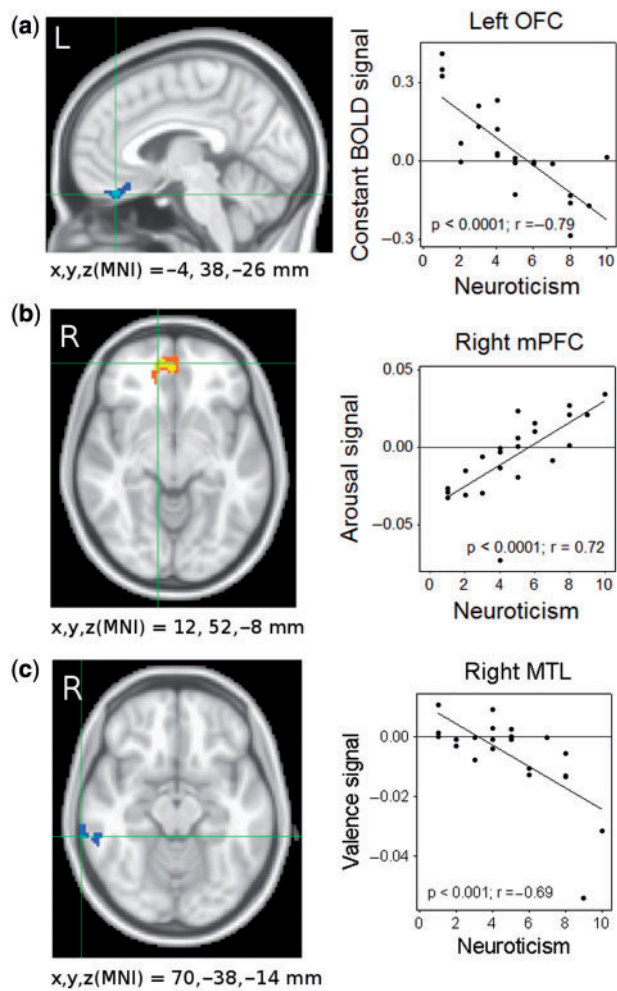 (a)
L
x,y,z(MNI) = −4, 38, −26 mm
Left OFC
Constant BOLD signal
0.3
0.0
−0.3
p < 0.0001; r =−0.79
0 2 4 6 8 10
Neuroticism
(b)
R
x,y,z(MNI) = 12, 52, −8 mm
Right mPFC
Arousal signal
0.05
0.00
−0.05
p < 0.0001; r = 0.72
0 2 4 6 8 10
Neuroticism
(c)
R
x,y,z(MNI) = 70, −38, −14 mm
Right MTL
Valence signal
0.00
−0.02
−0.04
p < 0.001; r =−0.69
0 2 4 6 8 10
Neuroticism